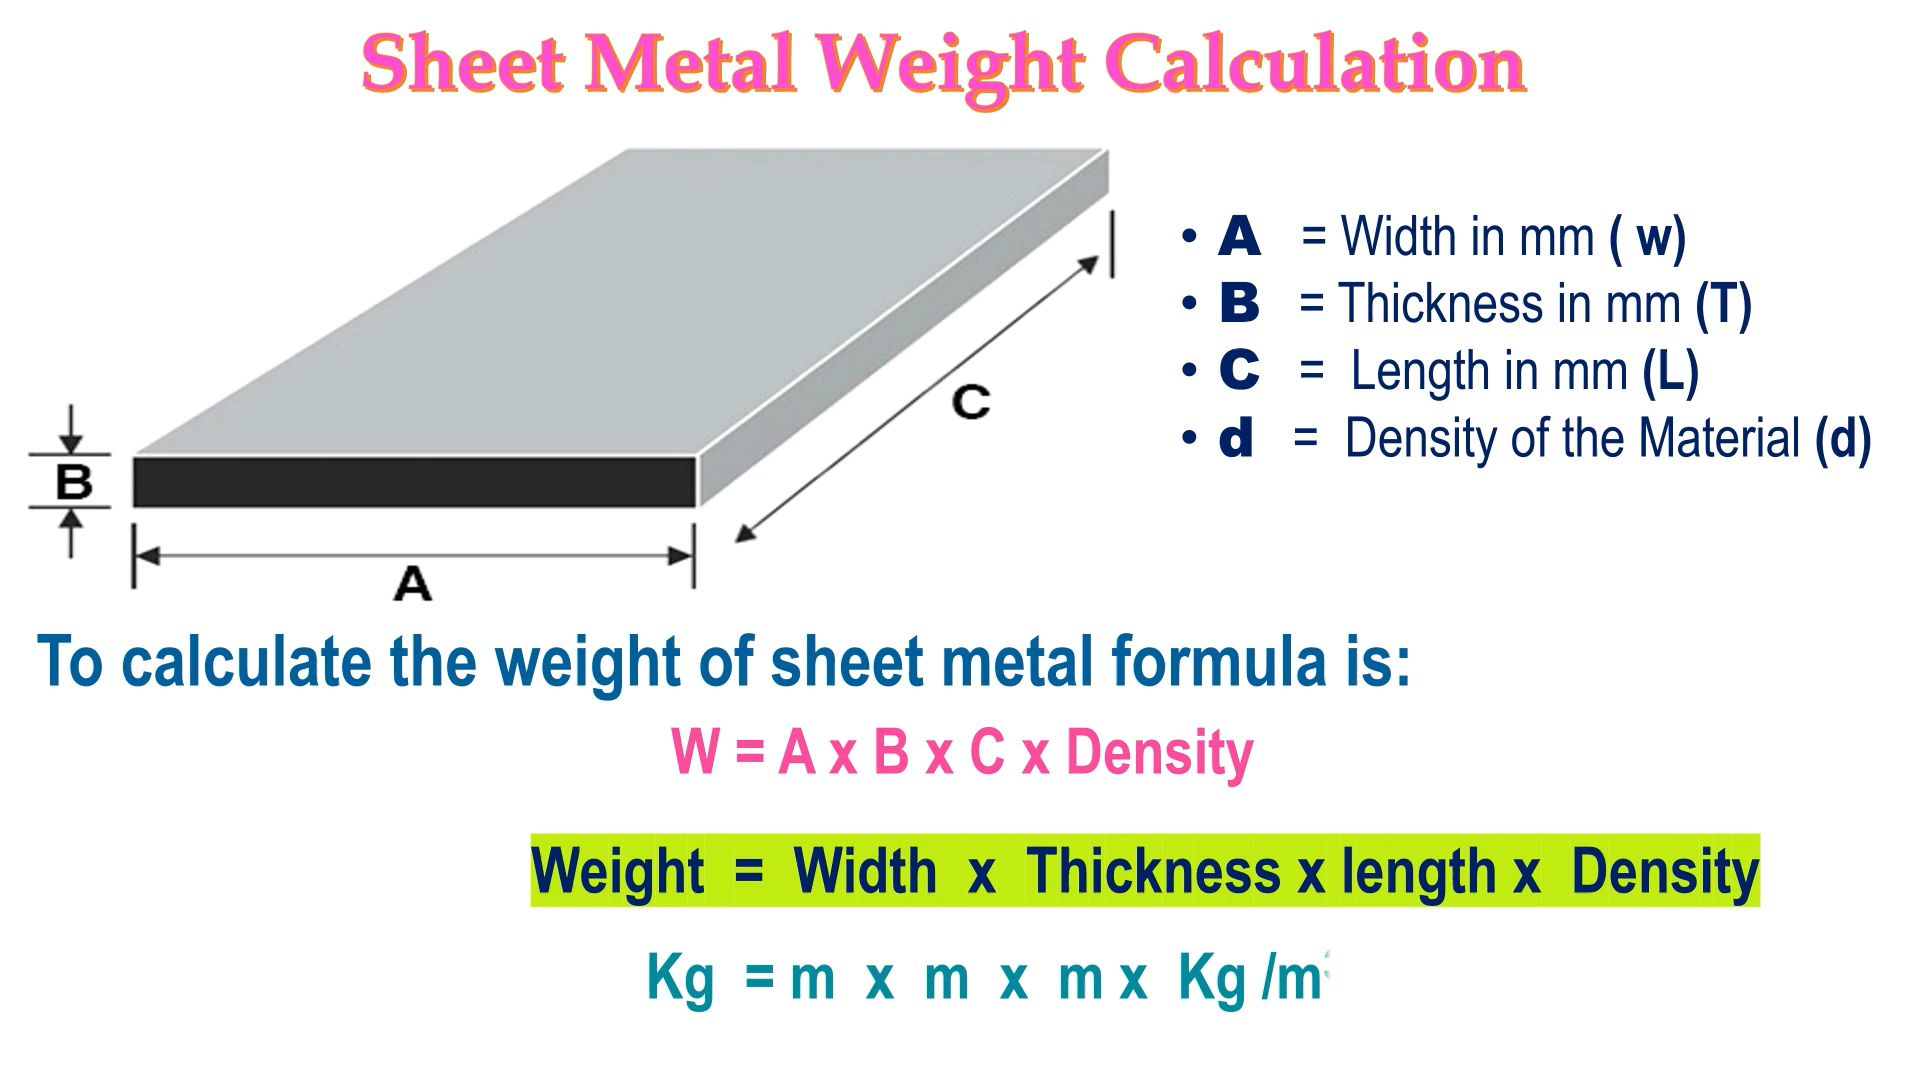 Sheet Metal Weight Calculation
• A = Width in mm ( w)
• B = Thickness in mm (T)
• C = Length in mm (L)
• d = Density of the Material (d)
B
C
A
To calculate the weight of sheet metal formula is:
W = A x B x C x Density
Weight = Width x Thickness x length x Density
Kg = m x m x m x Kg /m